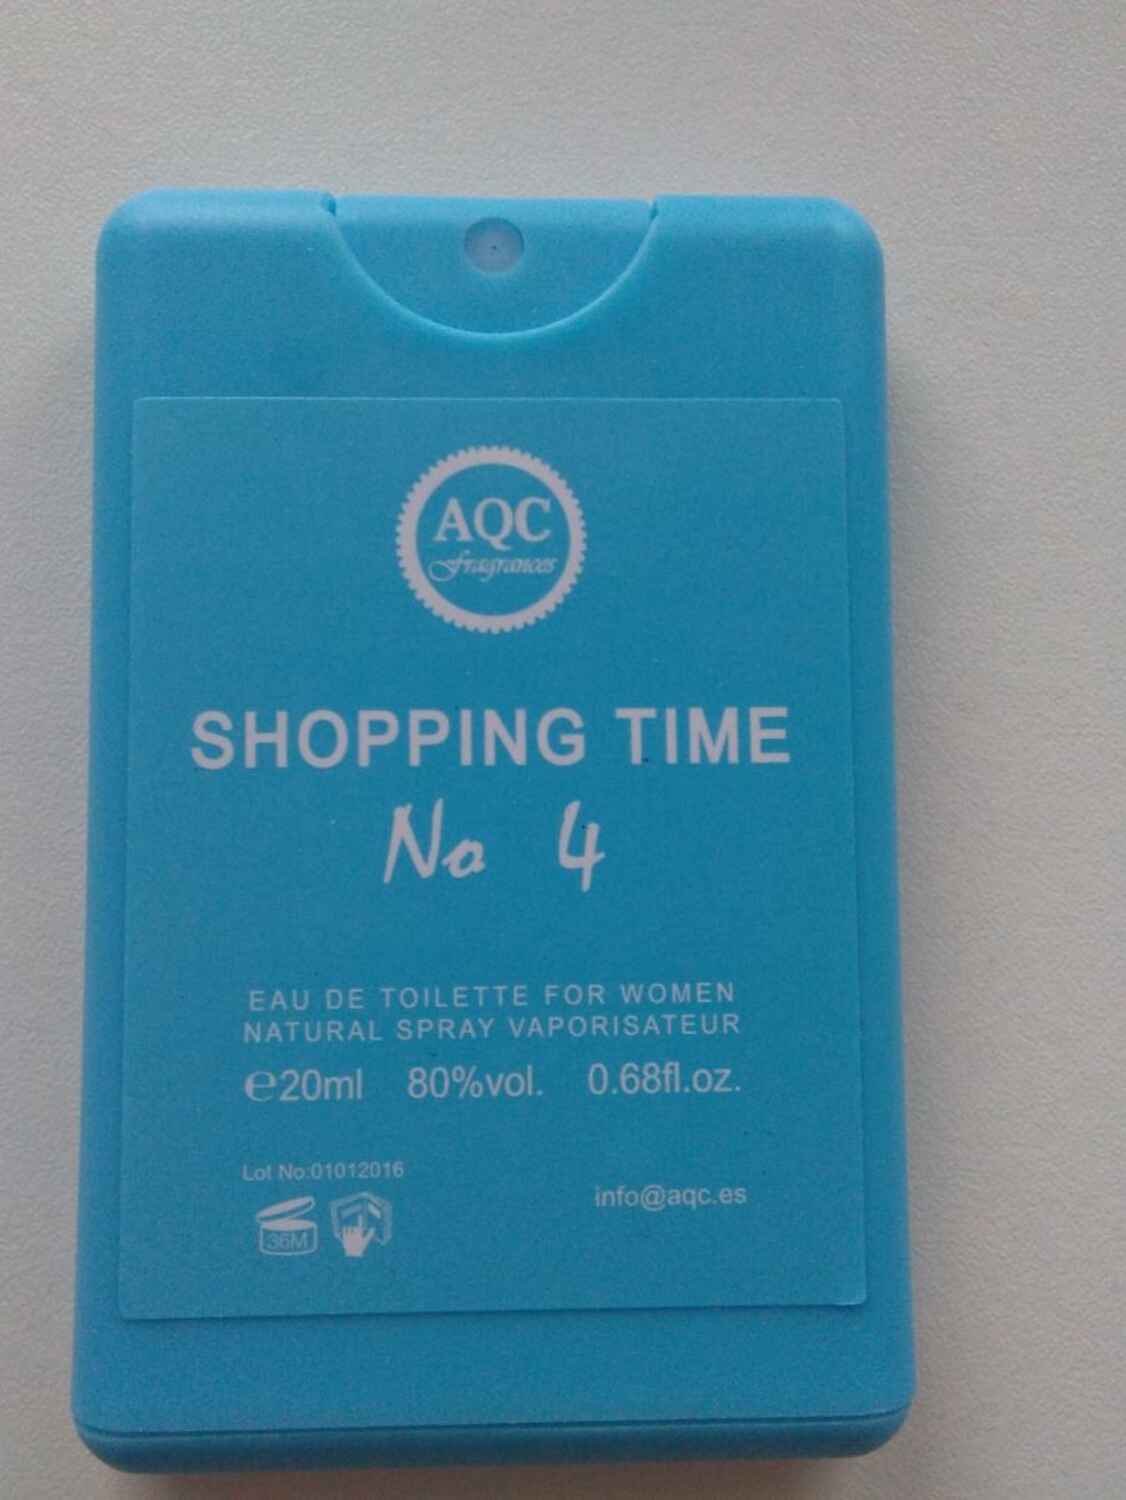 AQC
Fragrances
SHOPPING TIME
No 4
EAU DE TOILETTE FOR WOMEN
NATURAL SPRAY VAPORISATEUR
℮20ml 80%vol. 0.68fl.oz.
Lot No:01012016
36M
info@aqc.es